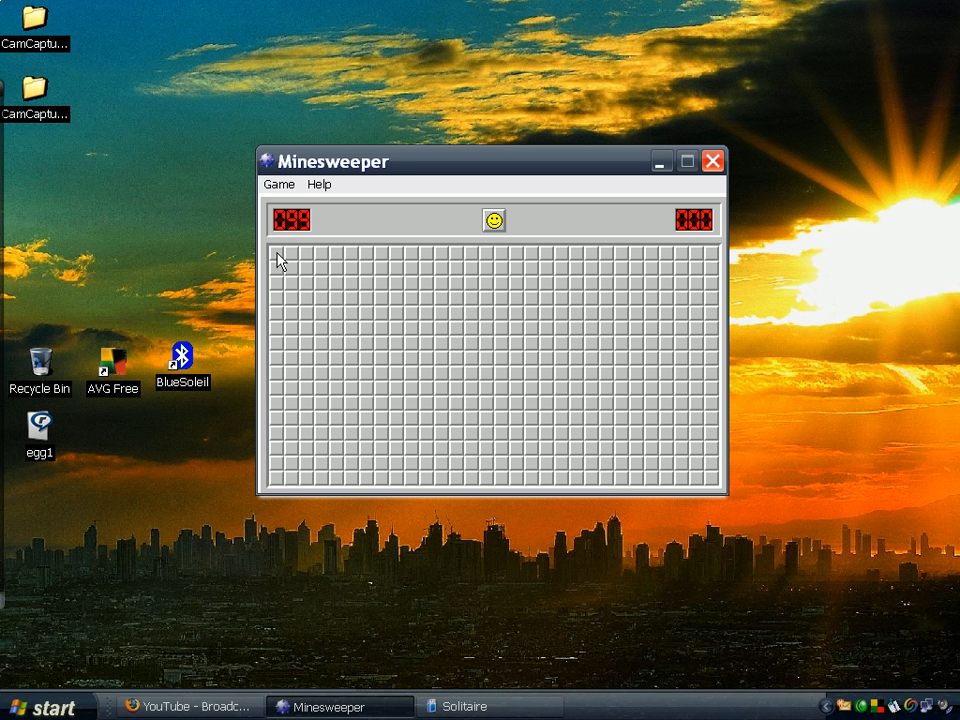 CamCaptu...
CamCaptu...
Minesweeper
Game Help
099
000
Recycle Bin
AVG Free
BlueSoleil
egg1
start
YouTube - Broadc...
Minesweeper
Solitaire